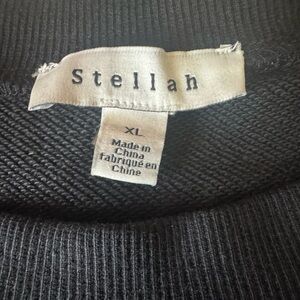 Stellah
XL
Made in
China
fabriqué en
Chine